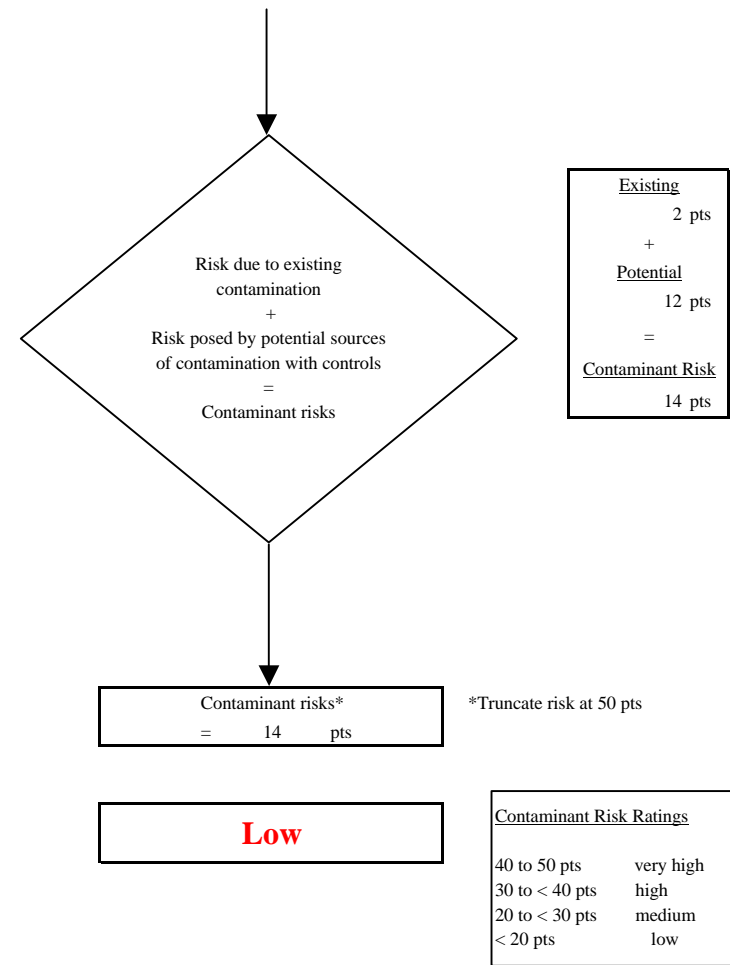 Risk due to existing
contamination
+
Risk posed by potential sources
of contamination with controls
=
Contaminant risks
Existing
2 pts
+
Potential
12 pts
=
Contaminant Risk
14 pts
Contaminant risks*
= 14 pts
*Truncate risk at 50 pts
Low
Contaminant Risk Ratings
40 to 50 pts very high
30 to < 40 pts high
20 to < 30 pts medium
< 20 pts low